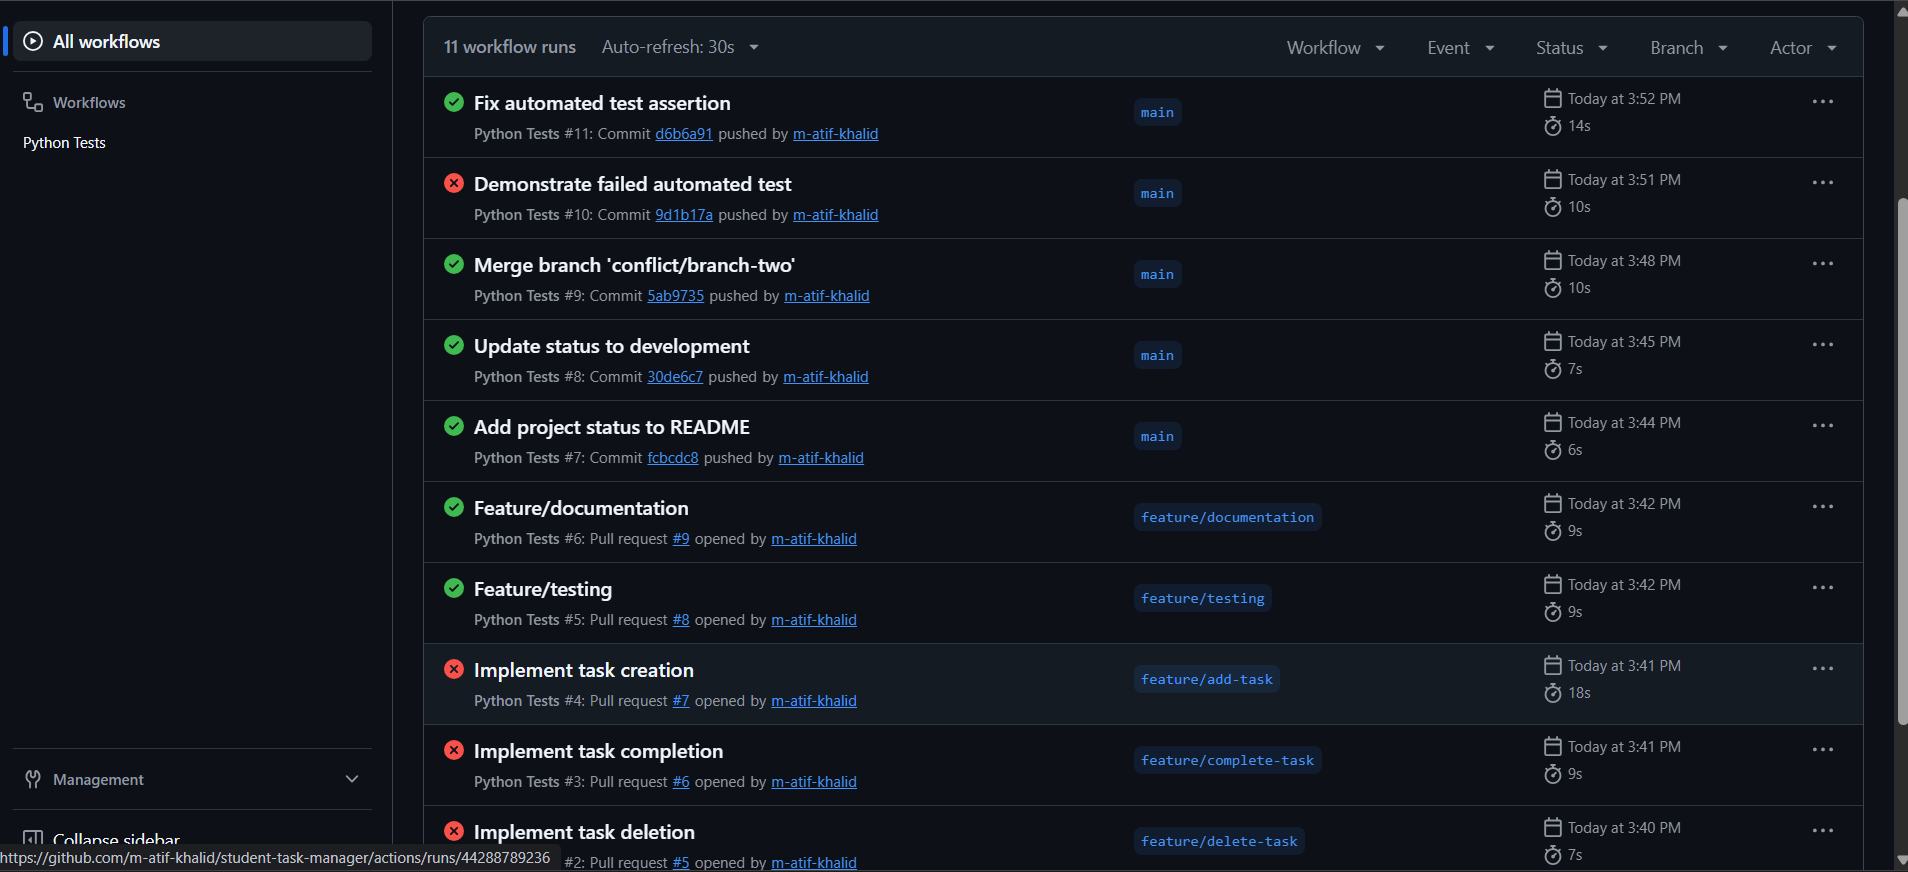 All workflows
Workflows
Python Tests
Management
Collapse sidebar
https://github.com/m-atif-khalid/student-task-manager/actions/runs/44288789236
11 workflow runs Auto-refresh: 30s Workflow Event Status Branch Actor
Fix automated test assertion
Python Tests #11: Commit d6b6a91 pushed by m-atif-khalid
main
Today at 3:52 PM
14s
Demonstrate failed automated test
Python Tests #10: Commit 9d1b17a pushed by m-atif-khalid
main
Today at 3:51 PM
10s
Merge branch 'conflict/branch-two'
Python Tests #9: Commit 5ab9735 pushed by m-atif-khalid
main
Today at 3:48 PM
10s
Update status to development
Python Tests #8: Commit 30de6c7 pushed by m-atif-khalid
main
Today at 3:45 PM
7s
Add project status to README
Python Tests #7: Commit fcbcdc8 pushed by m-atif-khalid
main
Today at 3:44 PM
6s
Feature/documentation
Python Tests #6: Pull request #9 opened by m-atif-khalid
feature/documentation
Today at 3:42 PM
9s
Feature/testing
Python Tests #5: Pull request #8 opened by m-atif-khalid
feature/testing
Today at 3:42 PM
9s
Implement task creation
Python Tests #4: Pull request #7 opened by m-atif-khalid
feature/add-task
Today at 3:41 PM
18s
Implement task completion
Python Tests #3: Pull request #6 opened by m-atif-khalid
feature/complete-task
Today at 3:41 PM
9s
Implement task deletion
#2: Pull request #5 opened by m-atif-khalid
feature/delete-task
Today at 3:40 PM
7s